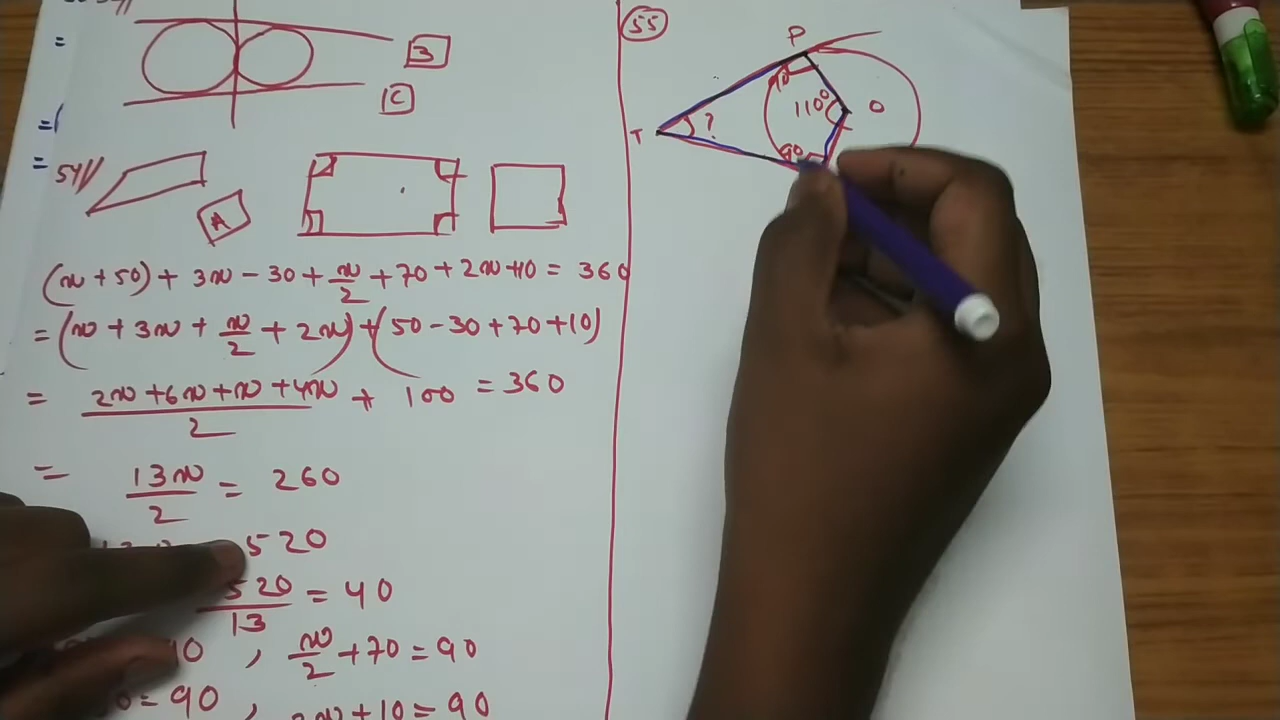 B
C
=
=
54//
A
(x + 50) + 3x - 30 + x/2 + 70 + 2x + 10 = 360
= (x + 3x + x/2 + 2x) + (50 - 30 + 70 + 10)
= (2x + 6x + x + 4x)/2 + 100 = 360
= 13x/2 = 260
520
520/13 = 40
, x/2 + 70 = 90
= 90 , 2x + 10 = 90
55
P
110°
O
T
?
90